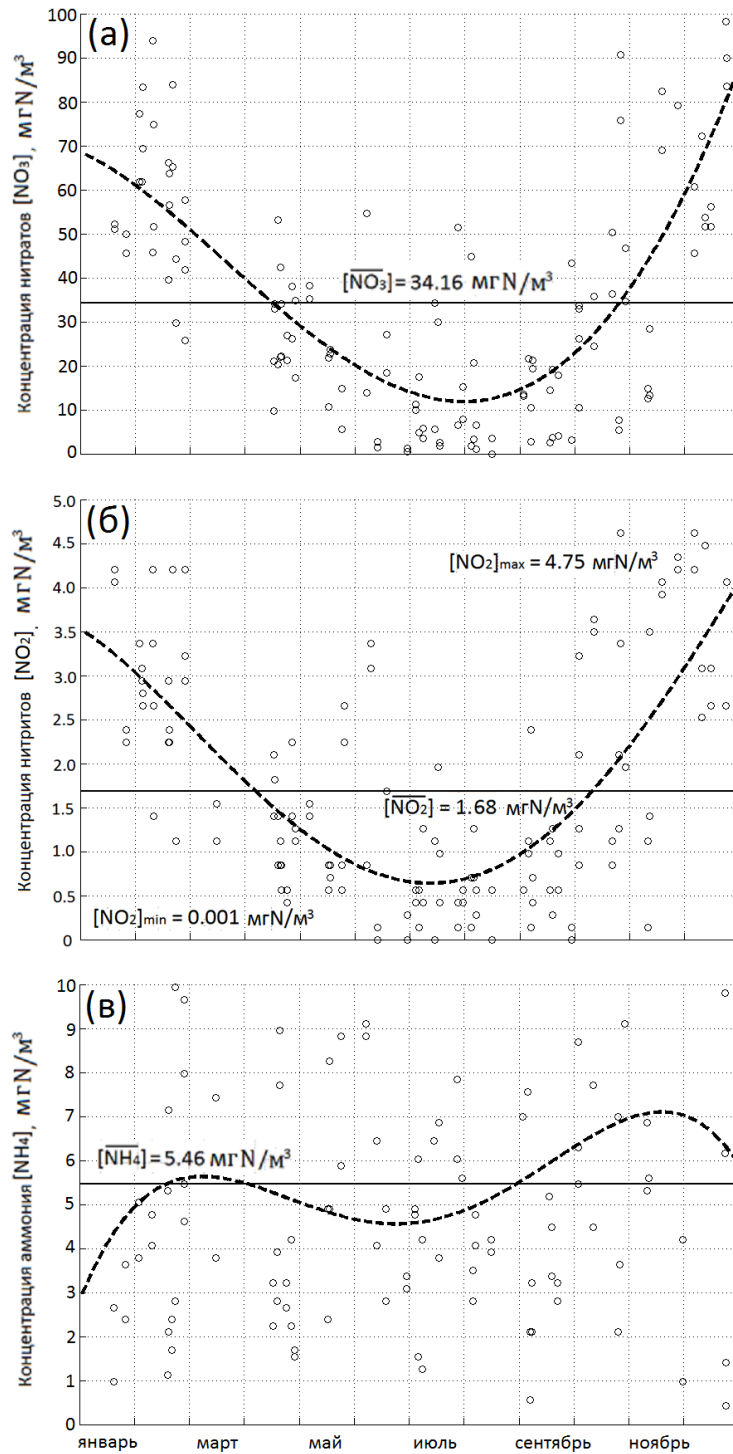 (а)
Концентрация нитратов [NO₃], мгN/м³
100
90
80
70
60
50
40
30
20
10
0
[NO₃] = 34.16 мгN/м³
(б)
Концентрация нитритов [NO₂], мгN/м³
5.0
4.5
4.0
3.5
3.0
2.5
2.0
1.5
1.0
0.5
0
[NO₂]max = 4.75 мгN/м³
[NO₂] = 1.68 мгN/м³
[NO₂]min = 0.001 мгN/м³
(в)
Концентрация аммония [NH₄], мгN/м³
10
9
8
7
6
5
4
3
2
1
0
[NH₄] = 5.46 мгN/м³
январь март май июль сентябрь ноябрь